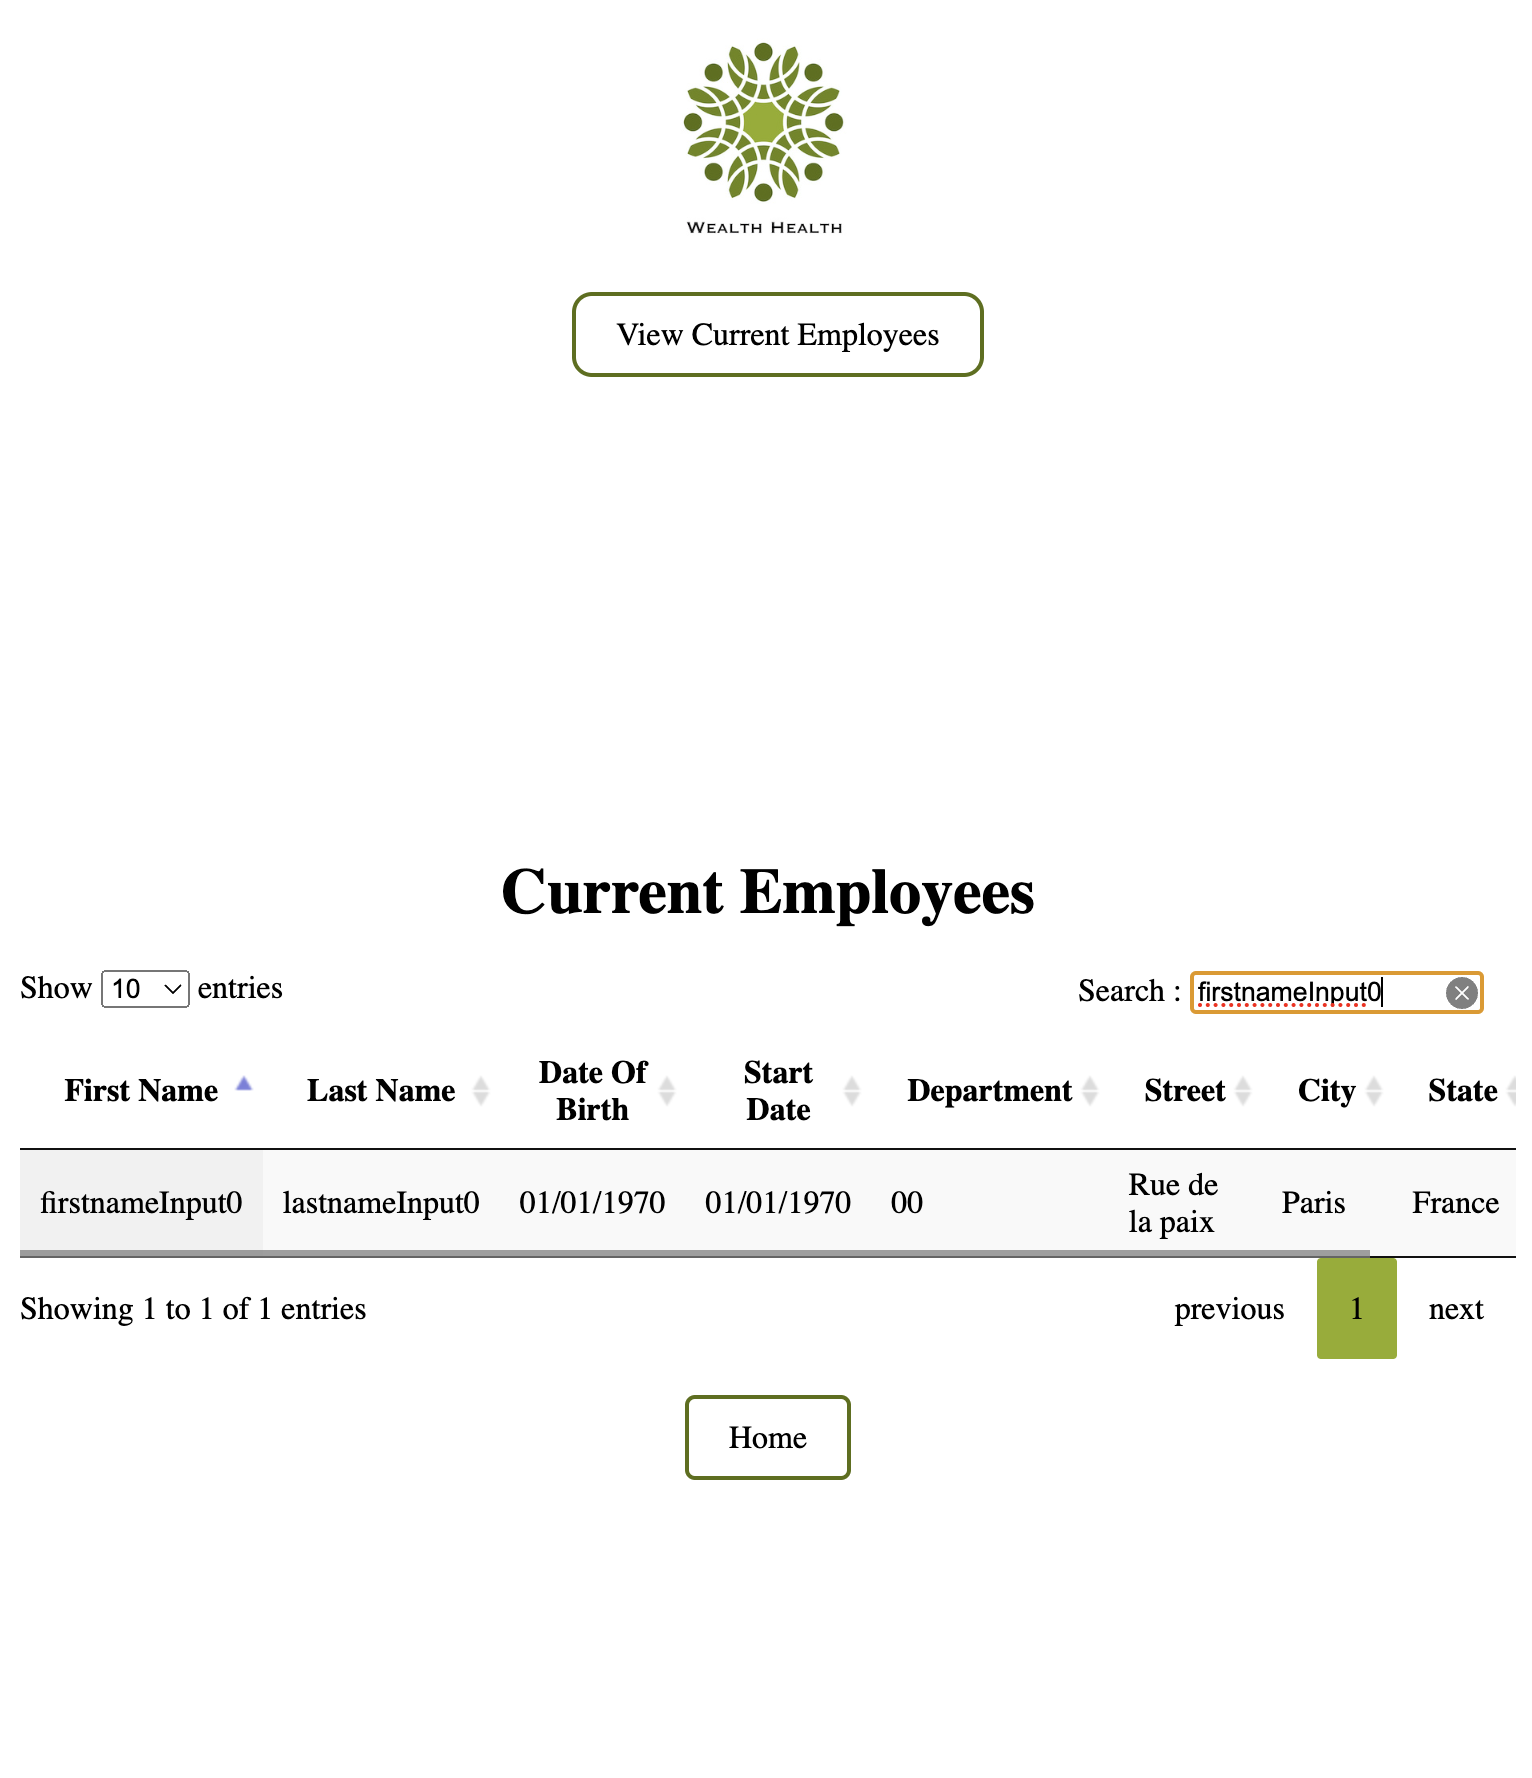 WEALTH HEALTH
View Current Employees
Current Employees
Show 10 entries
Search : firstnameInput0
First Name Last Name Date Of Birth Start Date Department Street City State
firstnameInput0 lastnameInput0 01/01/1970 01/01/1970 00 Rue de la paix Paris France
Showing 1 to 1 of 1 entries
previous 1 next
Home